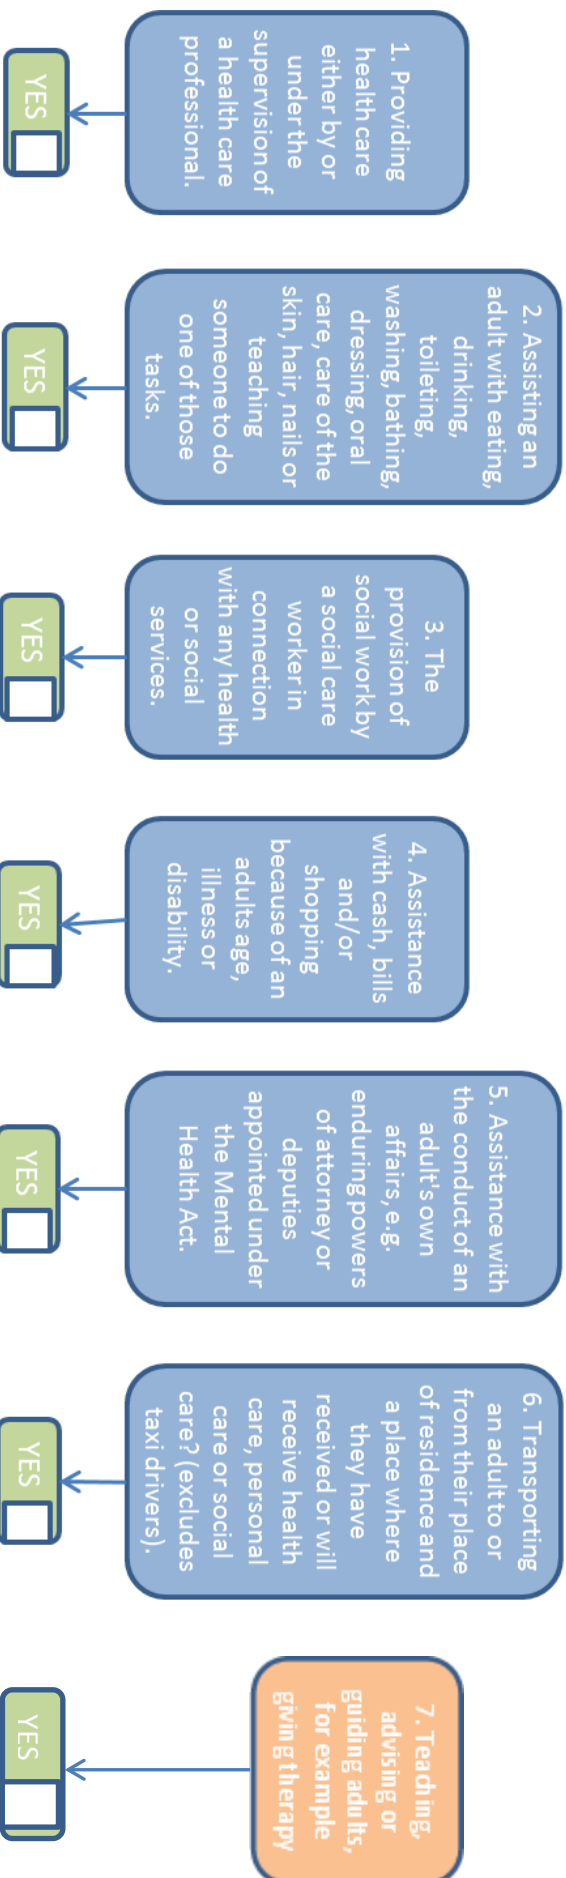 1. Providing
health care
either by or
under the
supervision of
a health care
professional.
YES
2. Assisting an
adult with eating,
drinking,
toileting,
washing, bathing,
dressing, oral
care, care of the
skin, hair, nails or
teaching
someone to do
one of those
tasks.
YES
3. The
provision of
social work by
a social care
worker in
connection
with any health
or social
services.
YES
4. Assistance
with cash, bills
and/or
shopping
because of an
adults age,
illness or
disability.
YES
5. Assistance with
the conduct of an
adult's own
affairs, e.g.
enduring powers
of attorney or
deputies
appointed under
the Mental
Health Act.
YES
6. Transporting
an adult to or
from their place
of residence and
a place where
they have
received or will
receive health
care, personal
care or social
care? (excludes
taxi drivers).
YES
7. Teaching,
advising or
guiding adults,
for example
giving therapy
YES